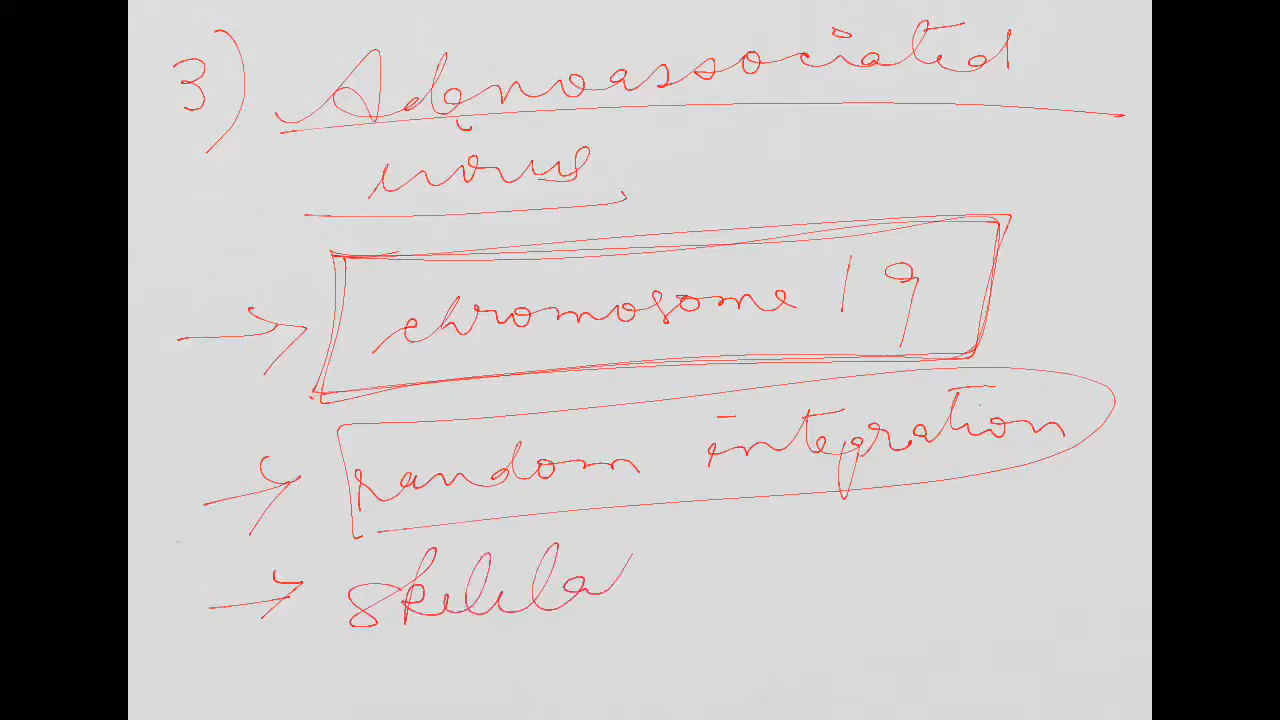 3) Adenoassociated
virus
→ chromosome 19
→ random integration
→